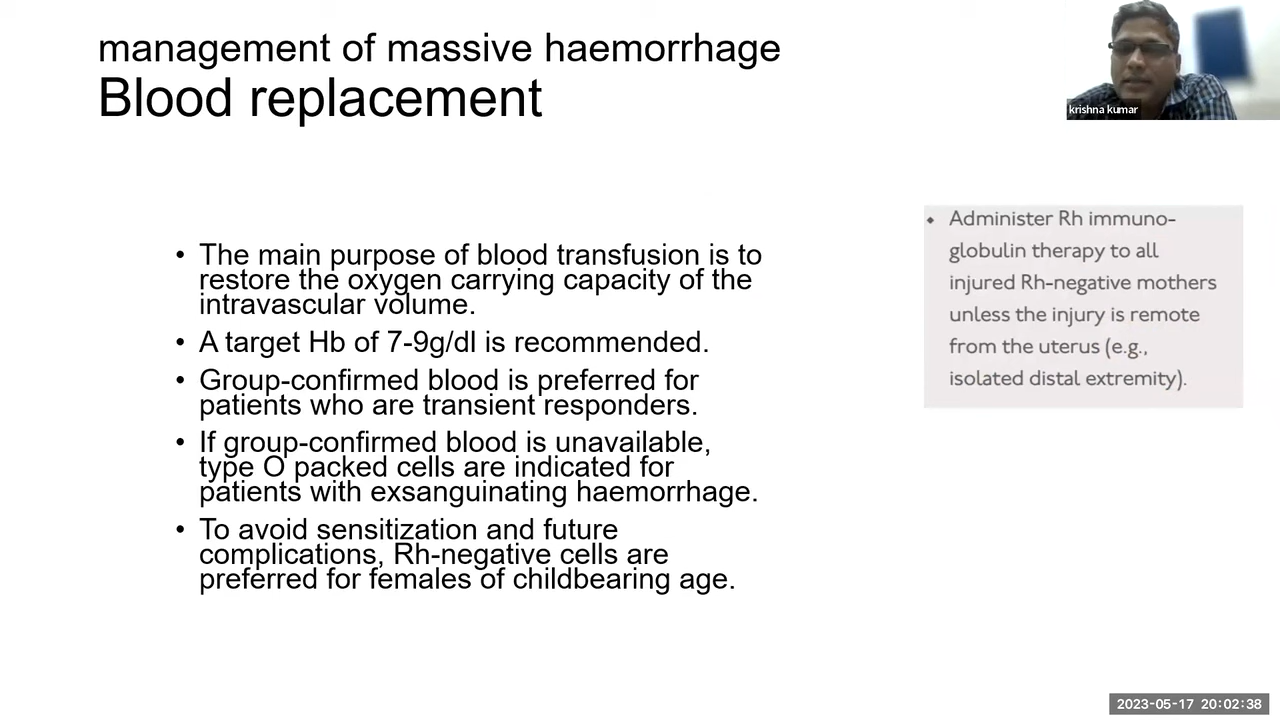 management of massive haemorrhage
Blood replacement
krishna kumar
• The main purpose of blood transfusion is to
restore the oxygen carrying capacity of the
intravascular volume.
• A target Hb of 7-9g/dl is recommended.
• Group-confirmed blood is preferred for
patients who are transient responders.
• If group-confirmed blood is unavailable,
type O packed cells are indicated for
patients with exsanguinating haemorrhage.
• To avoid sensitization and future
complications, Rh-negative cells are
preferred for females of childbearing age.
• Administer Rh immuno-
globulin therapy to all
injured Rh-negative mothers
unless the injury is remote
from the uterus (e.g.,
isolated distal extremity).
2023-05-17 20:02:38